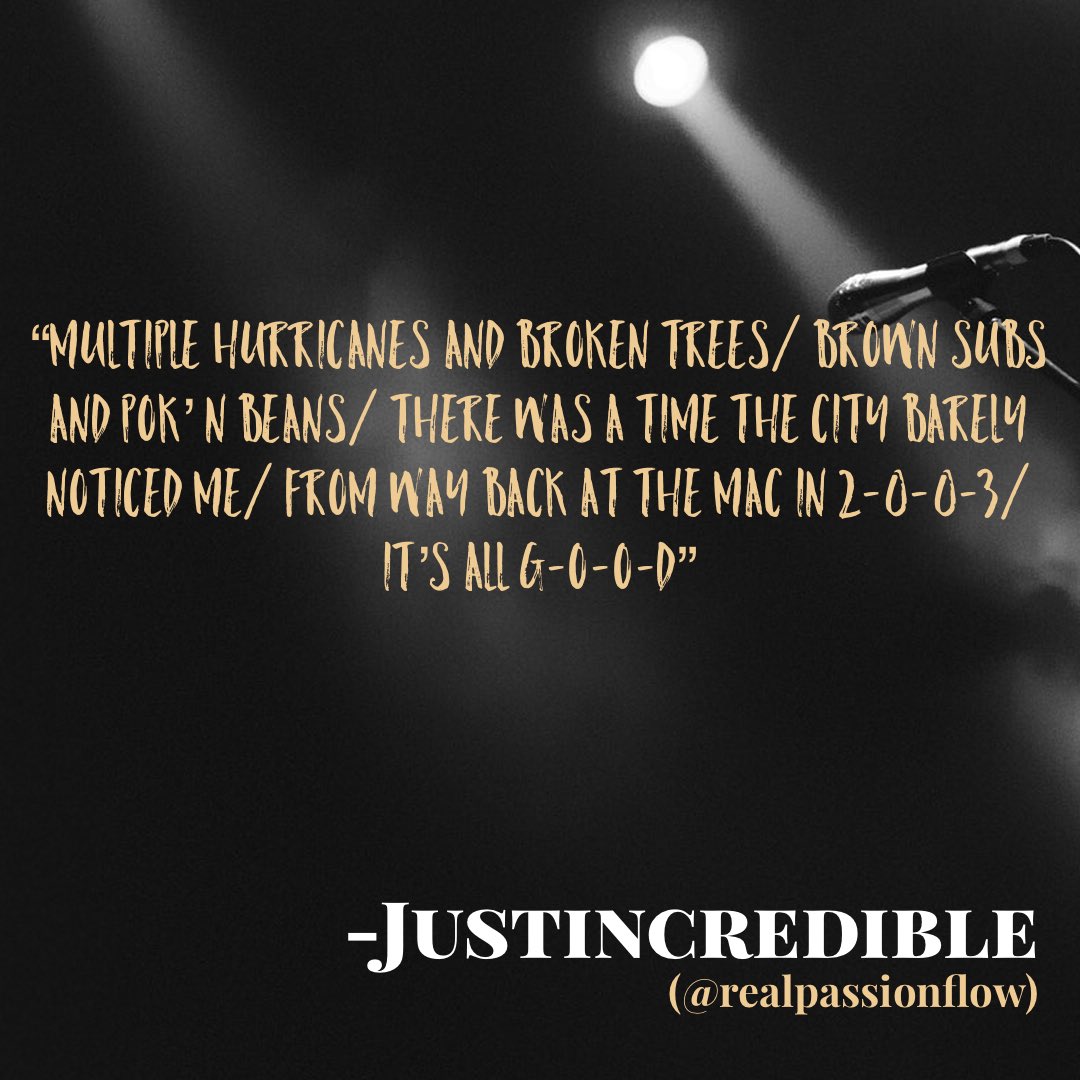 “MULTIPLE HURRICANES AND BROKEN TREES/ BROWN SUBS
AND POK’N BEANS/ THERE WAS A TIME THE CITY BARELY
NOTICED ME/ FROM WAY BACK AT THE MAC IN 2-0-0-3/
IT’S ALL G-O-O-D”
-JUSTINCREDIBLE
(@realpassionflow)